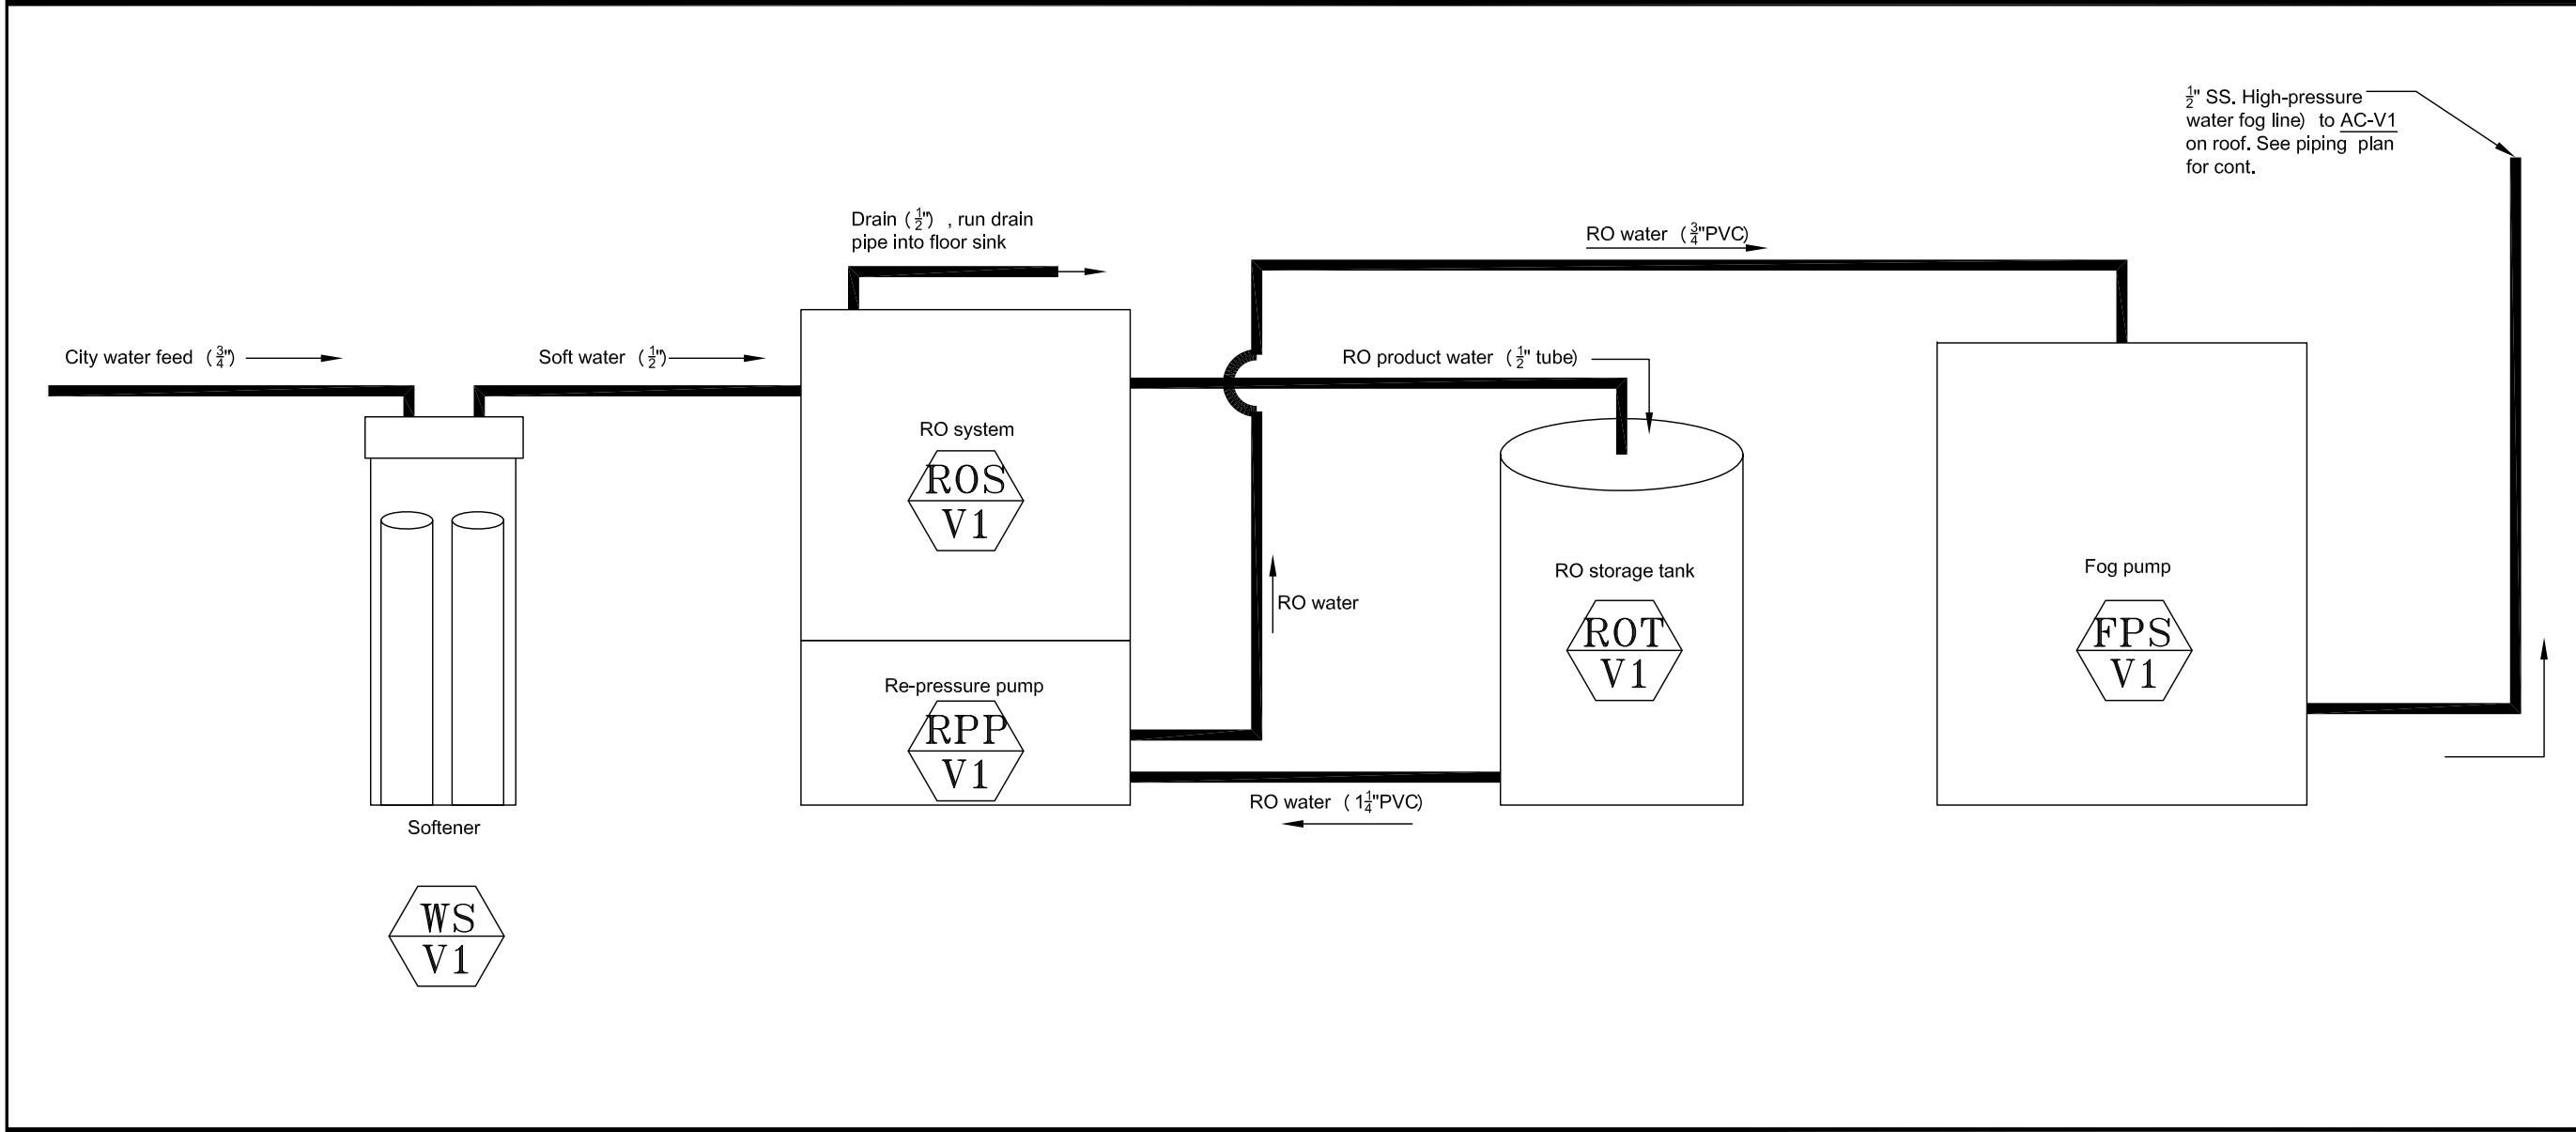 ½" SS. High-pressure
water fog line) to AC-V1
on roof. See piping plan
for cont.
Drain (½") , run drain
pipe into floor sink
RO water (¾"PVC)
City water feed (¾")
Soft water (½")
RO product water (½" tube)
RO system
ROS
V1
RO storage tank
ROT
V1
Fog pump
FPS
V1
RO water
Re-pressure pump
RPP
V1
RO water (1¼"PVC)
Softener
WS
V1